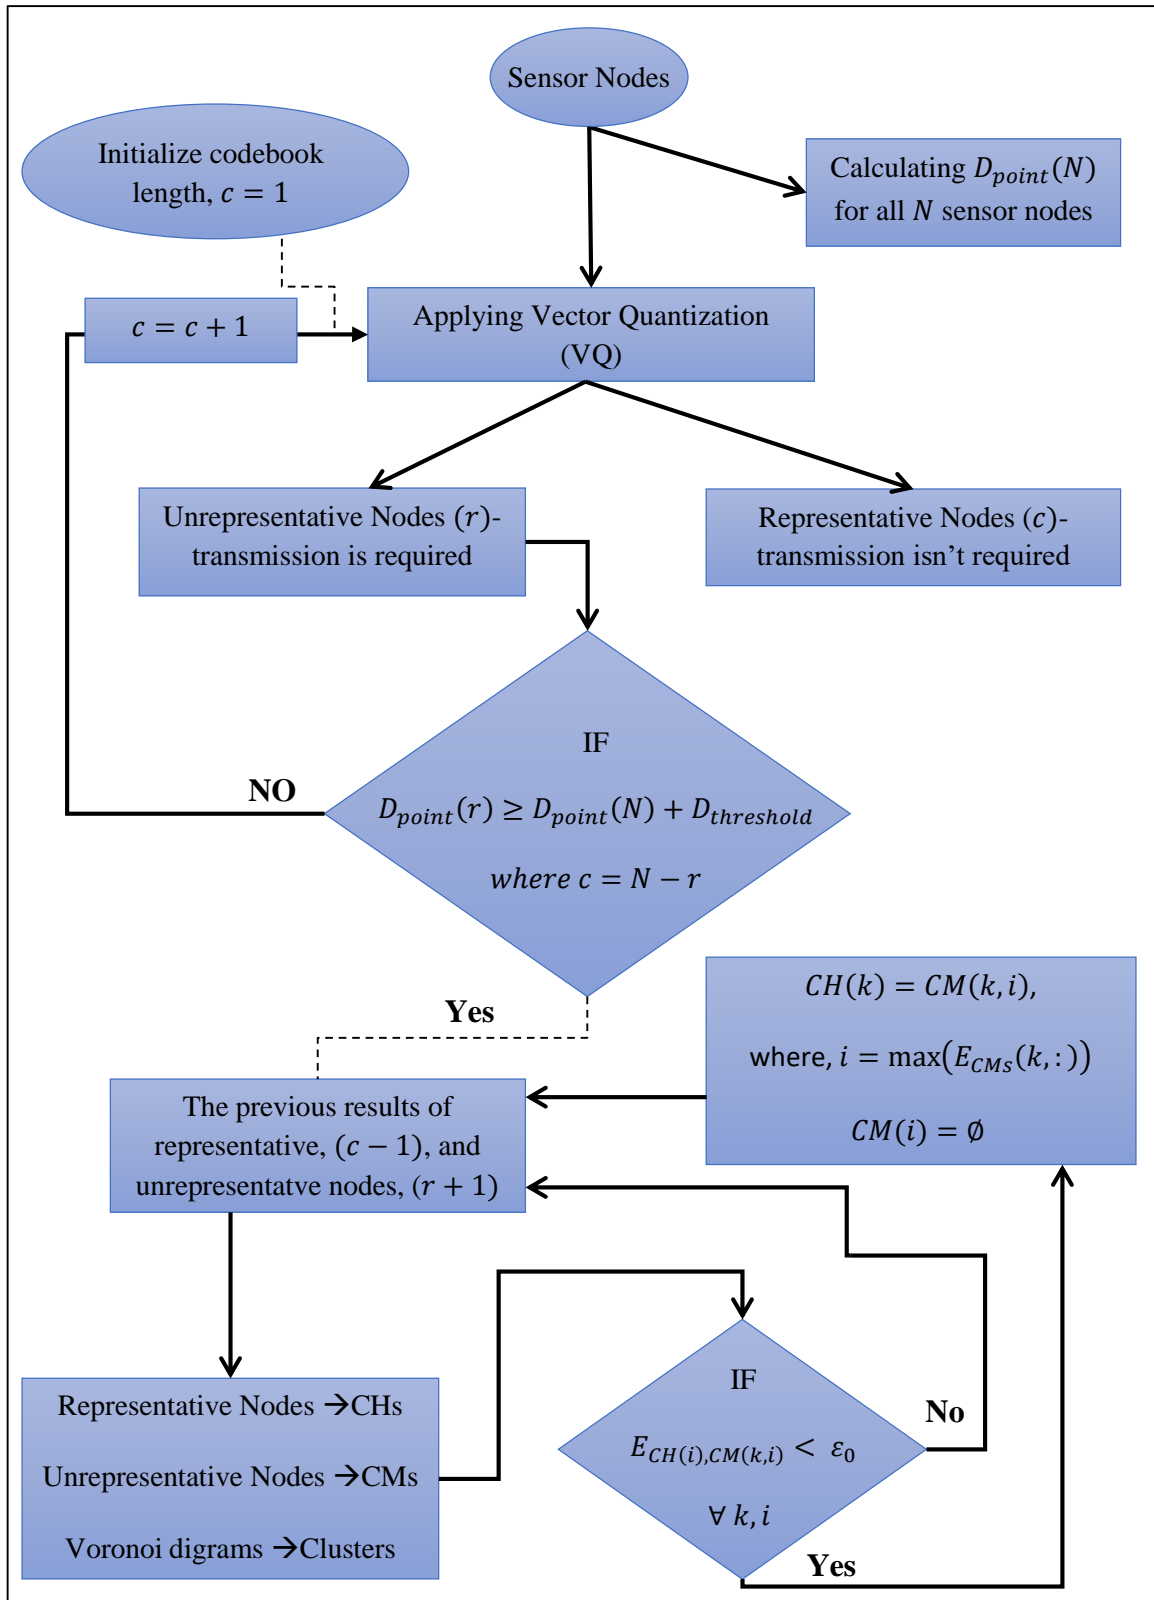 Sensor Nodes
Initialize codebook
length, c = 1
Calculating D_point(N)
for all N sensor nodes
c = c + 1
Applying Vector Quantization
(VQ)
Unrepresentative Nodes (r)-
transmission is required
Representative Nodes (c)-
transmission isn't required
IF
D_point(r) ≥ D_point(N) + D_threshold
where c = N − r
NO
Yes
CH(k) = CM(k, i),
where, i = max(E_CMs(k, :))
CM(i) = ∅
The previous results of
representative, (c − 1), and
unrepresentatve nodes, (r + 1)
Representative Nodes →CHs
Unrepresentative Nodes →CMs
Voronoi digrams →Clusters
IF
E_CH(i),CM(k,i) < ε_0
∀ k, i
No
Yes